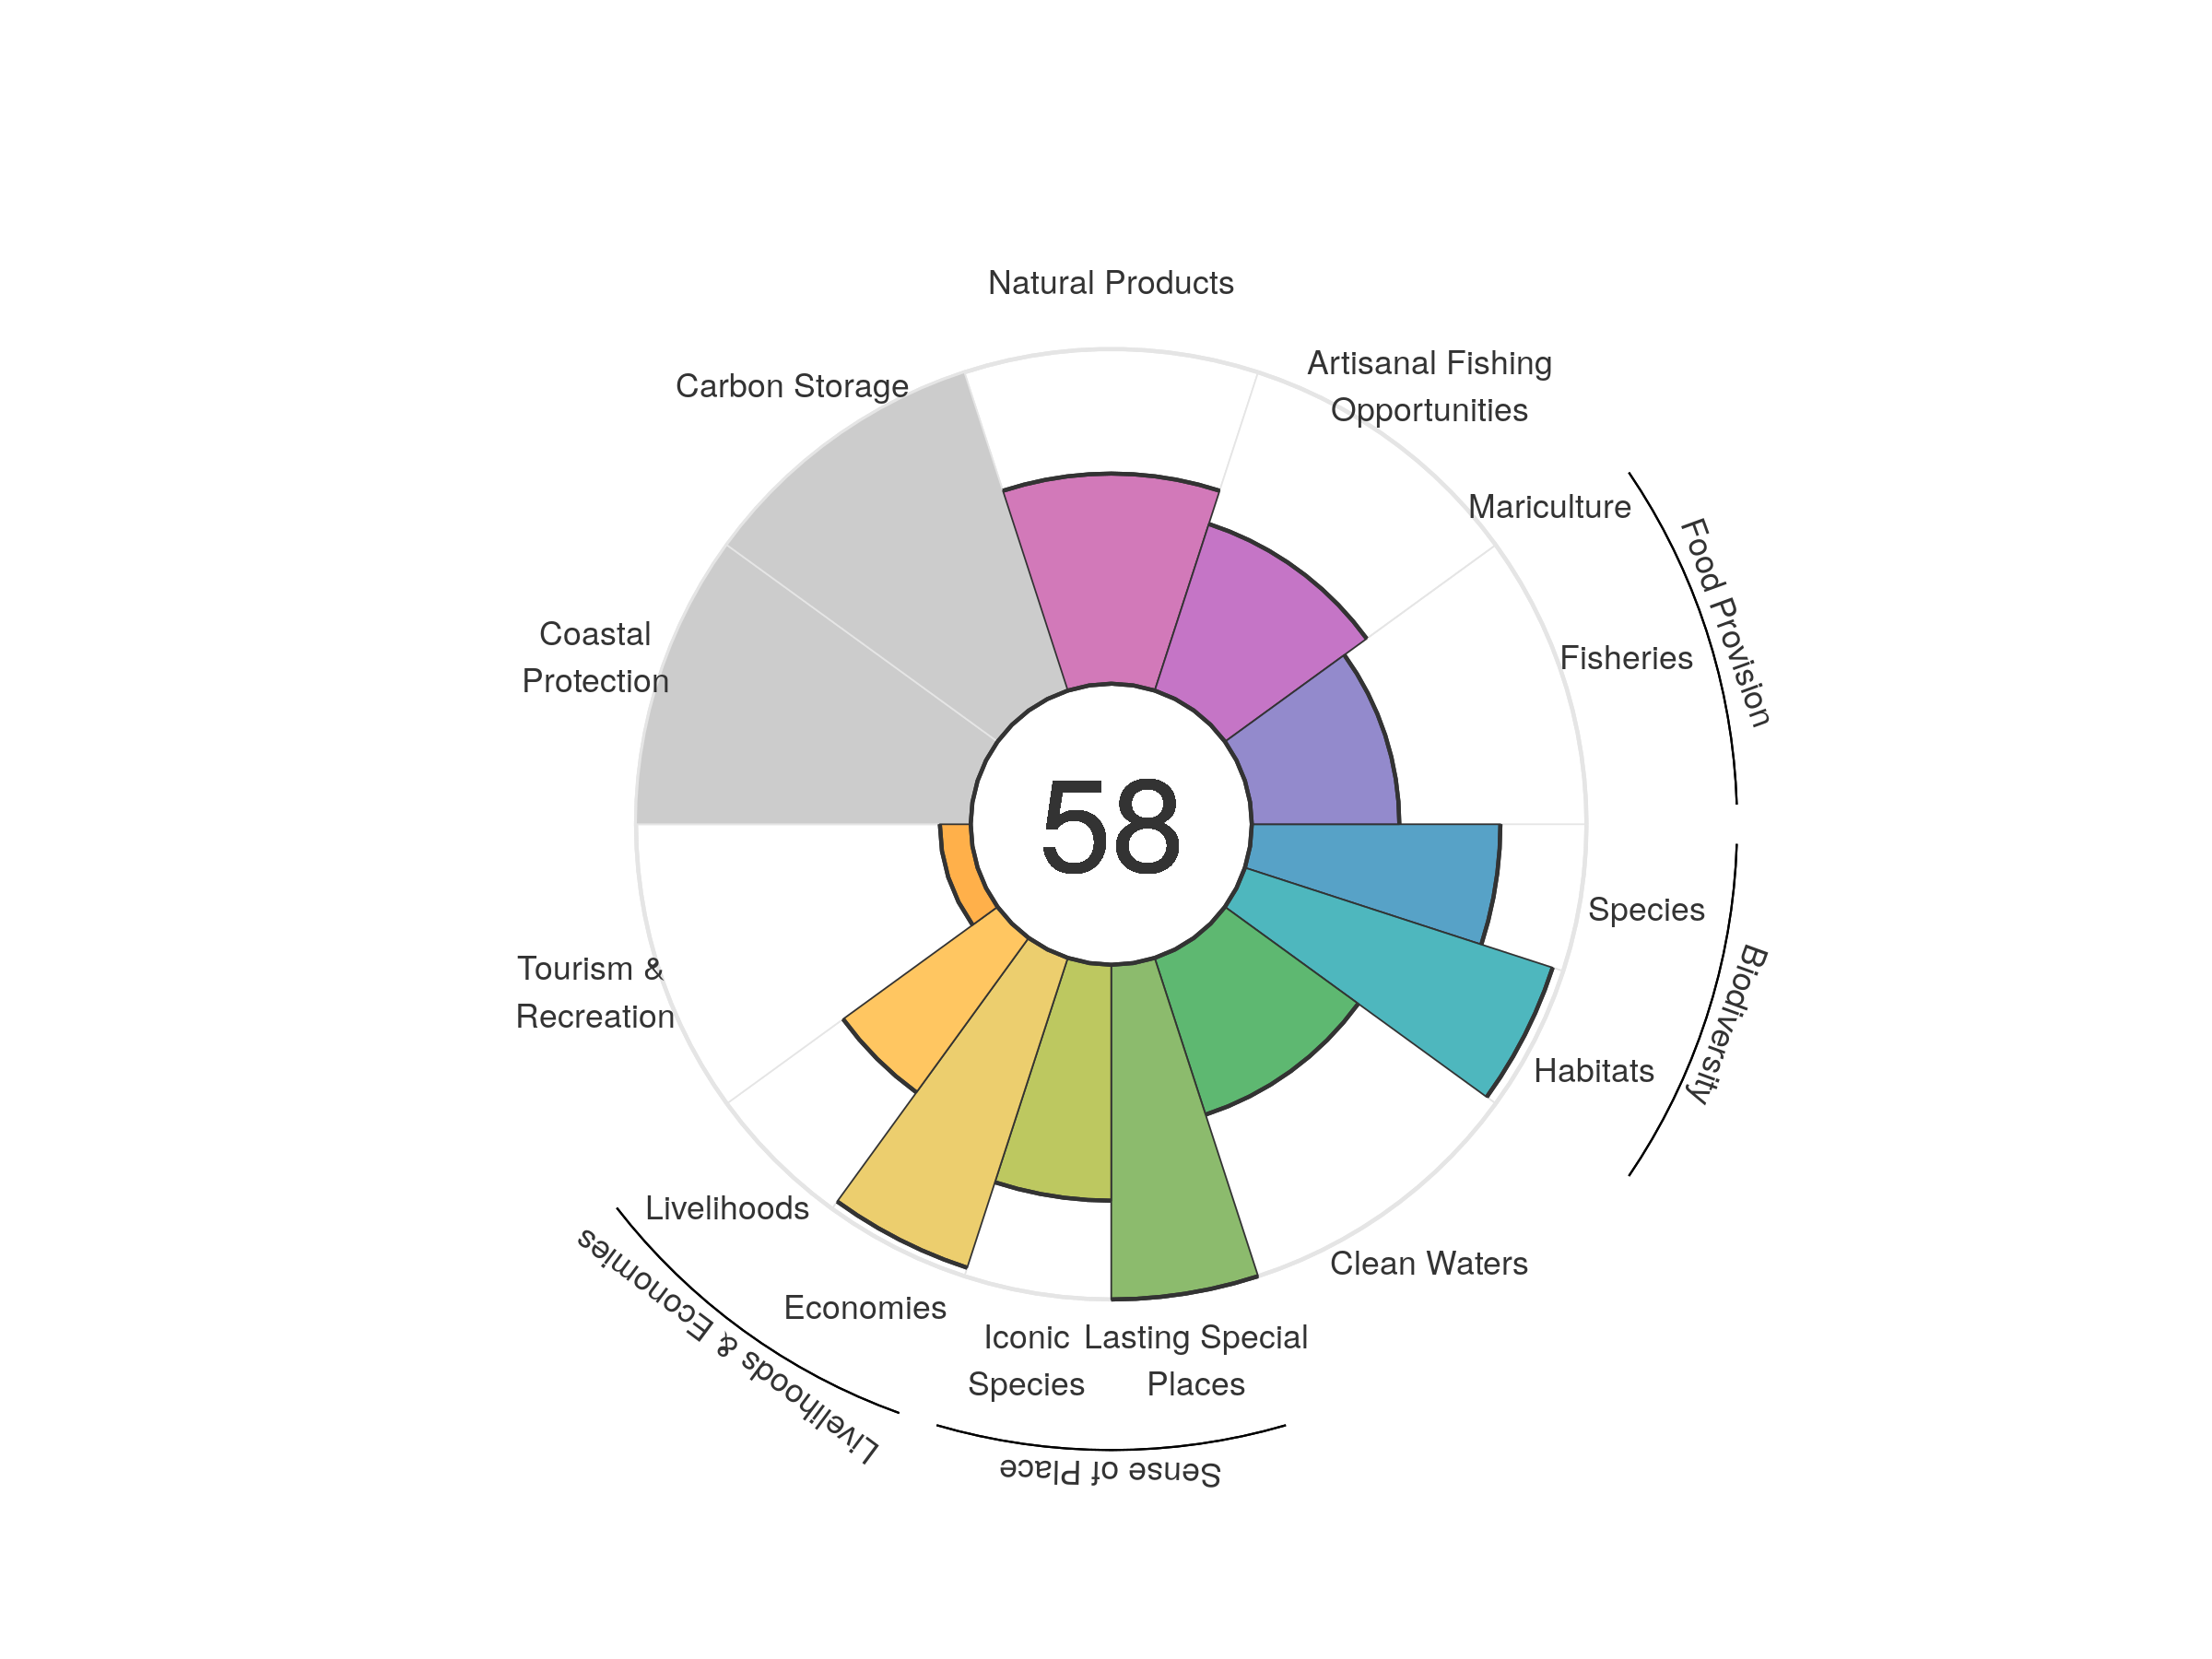 Natural Products
Artisanal Fishing
Opportunities
Carbon Storage
Mariculture
Food Provision
Coastal
Protection
Fisheries
58
Species
Biodiversity
Tourism &
Recreation
Habitats
Livelihoods
Clean Waters
Livelihoods & Economies
Economies
Iconic
Species
Lasting Special
Places
Sense of Place